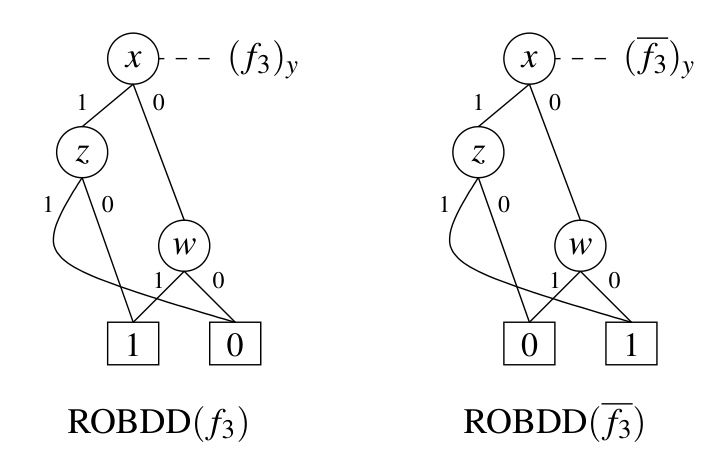 x (f₃)ᵧ x (f̅₃)ᵧ
1 0 1 0
z z
1 0 1 0
w w
1 0 1 0
1 0 0 1
ROBDD(f₃) ROBDD(f̅₃)